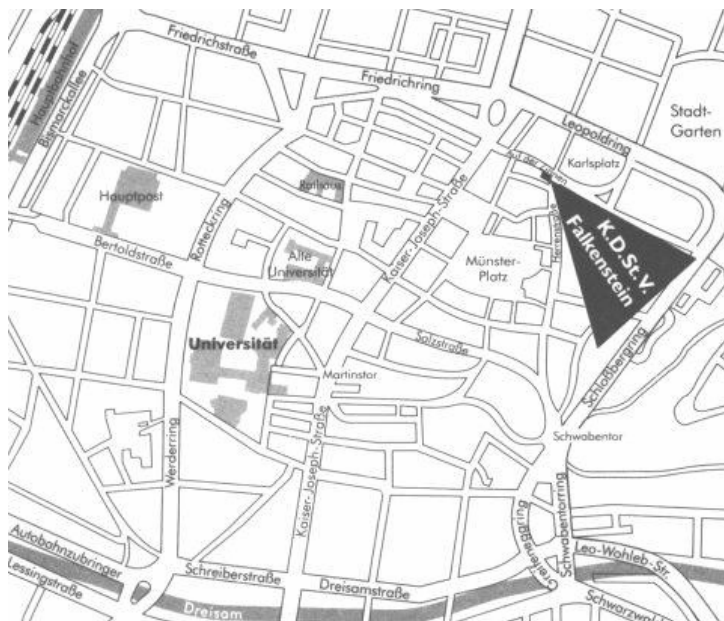 Friedrichstraße
Friedrichring
Hauptbahnhof
Bismarckallee
Leopoldring
Stadt-
Garten
Auf der Zinnen
Karlsplatz
Hauptpost
Rathaus
Rotteckring
Kaiser-Joseph-Straße
Herrenstraße
K.D.St.V.
Falkenstein
Bertoldstraße
Alte
Universität
Münster-
Platz
Universität
Salzstraße
Schloßbergring
Martinstor
Werderring
Kaiser-Joseph-Straße
Schwabentor
Greifeneggring
Schwabentorring
Autobahnzubringer
Lessingstraße
Schreiberstraße
Dreisamstraße
Leo-Wohleb-Str.
Dreisam
Schwarzwal